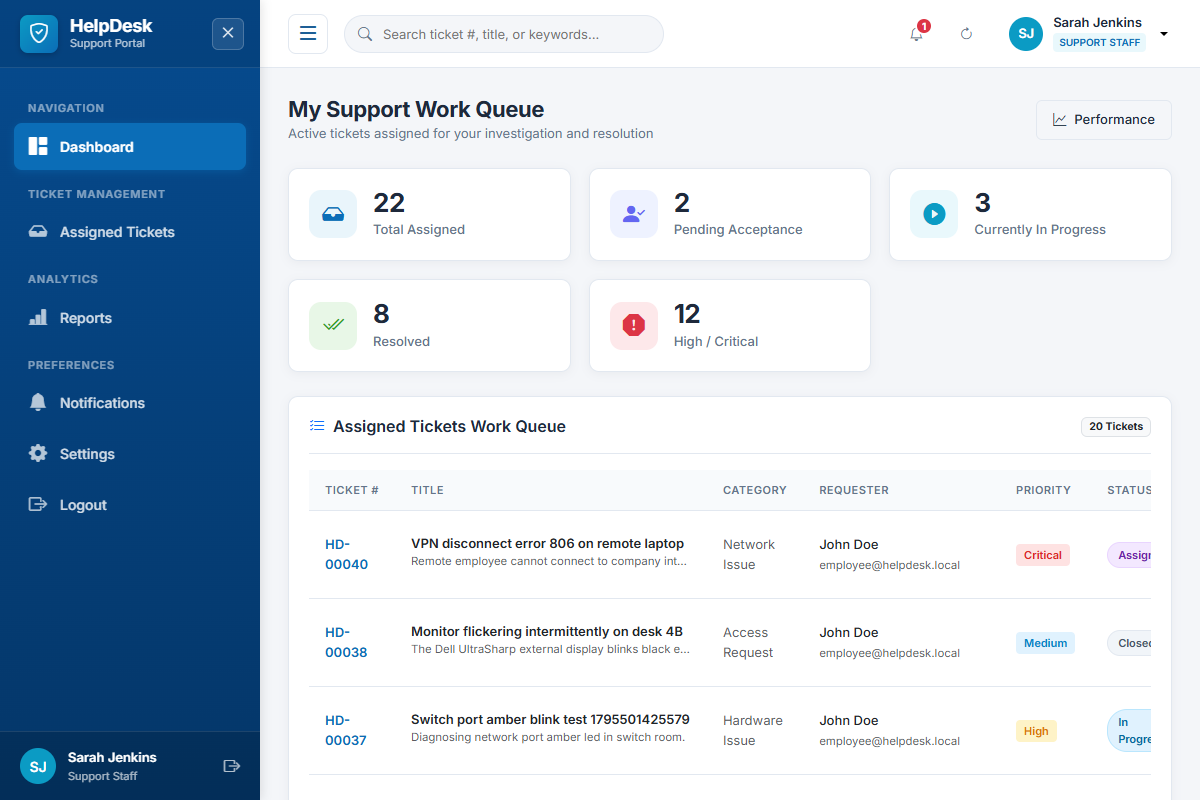 HelpDesk
Support Portal
NAVIGATION
Dashboard
TICKET MANAGEMENT
Assigned Tickets
ANALYTICS
Reports
PREFERENCES
Notifications
Settings
Logout
SJ
Sarah Jenkins
Support Staff
Search ticket #, title, or keywords...
1
SJ
Sarah Jenkins
SUPPORT STAFF
My Support Work Queue
Active tickets assigned for your investigation and resolution
Performance
22
Total Assigned
2
Pending Acceptance
3
Currently In Progress
8
Resolved
12
High / Critical
Assigned Tickets Work Queue
20 Tickets
TICKET # TITLE CATEGORY REQUESTER PRIORITY STATUS
HD-
00040
VPN disconnect error 806 on remote laptop
Remote employee cannot connect to company int...
Network
Issue
John Doe
employee@helpdesk.local
Critical
Assign
HD-
00038
Monitor flickering intermittently on desk 4B
The Dell UltraSharp external display blinks black e...
Access
Request
John Doe
employee@helpdesk.local
Medium
Closed
HD-
00037
Switch port amber blink test 1795501425579
Diagnosing network port amber led in switch room.
Hardware
Issue
John Doe
employee@helpdesk.local
High
In
Progre